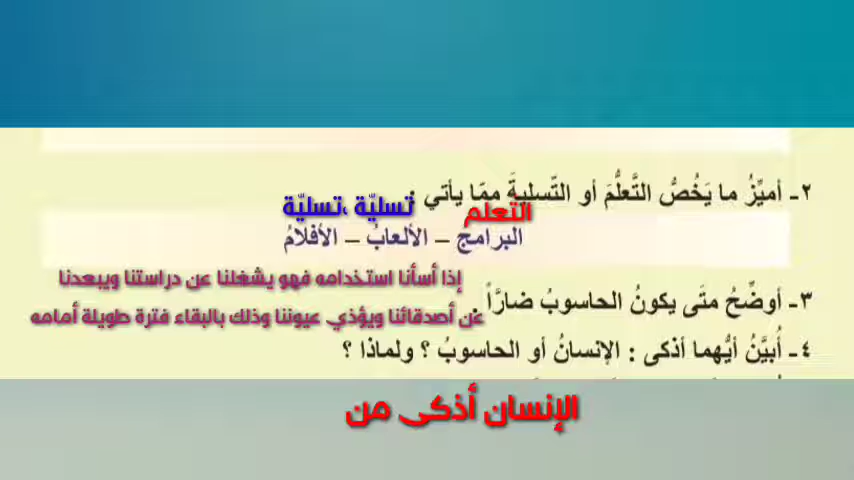 ٢- أميِّزُ ما يَخُصُّ التَّعلُّمَ أو التّسليةَ ممّا يأتي :
التعلم تسليّة ،تسليّة
البرامج – الألعابُ – الأفلامُ
٣- أوضِّحُ متَى يكونُ الحاسوبُ ضارَّاً :
إذا أسأنا استخدامه فهو يشغلنا عن دراستنا ويبعدنا
عن أصدقائنا ويؤذي عيوننا وذلك بالبقاء فترة طويلة أمامه
٤- أُبيَّنُ أيُّهما أذكى : الإنسانُ أو الحاسوبُ ؟ ولماذا ؟
الإنسان أذكى من